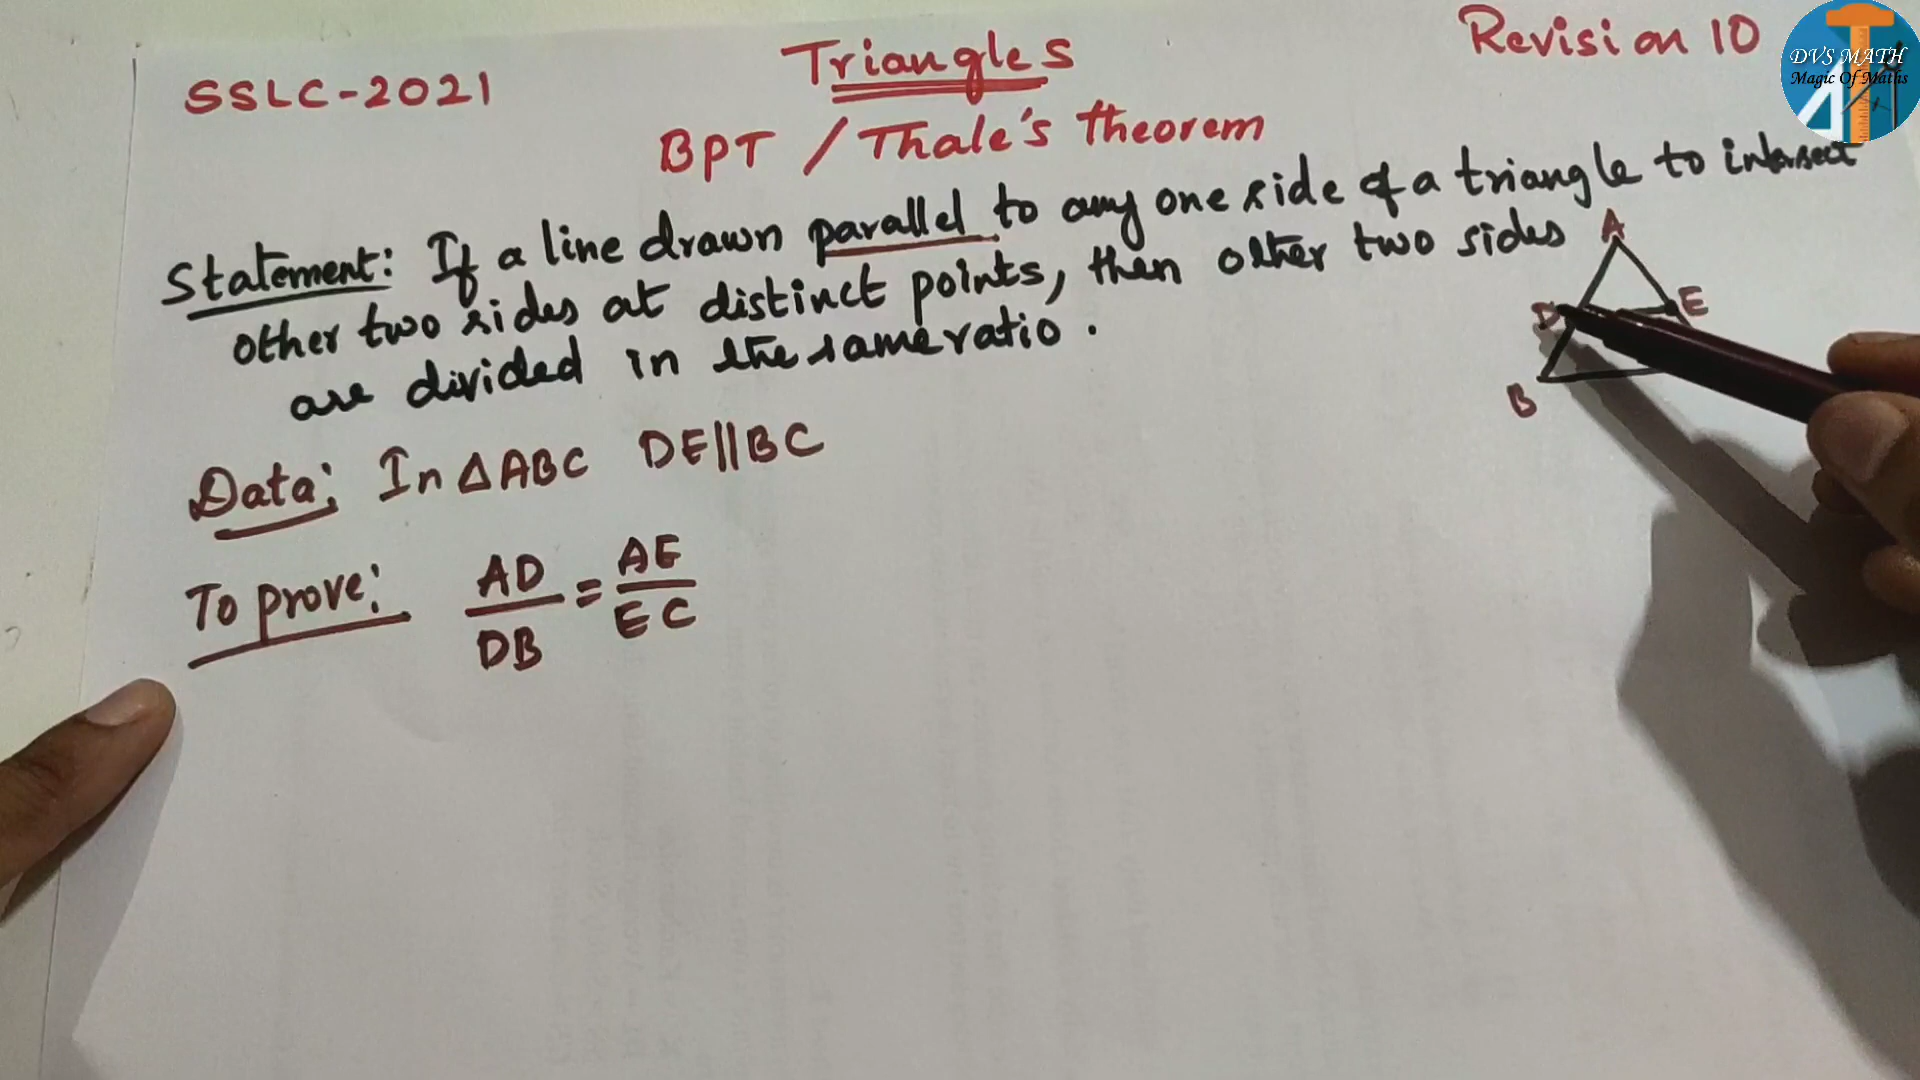 Revision 10
DVS MATH
Magic Of Maths
SSLC-2021
Triangles
BPT / Thale's theorem
Statement: If a line drawn parallel to any one side of a triangle to intersect
other two sides at distinct points, then other two sides
are divided in the same ratio.
A
D E
B
Data: In △ABC DE||BC
To prove: AD/DB = AE/EC